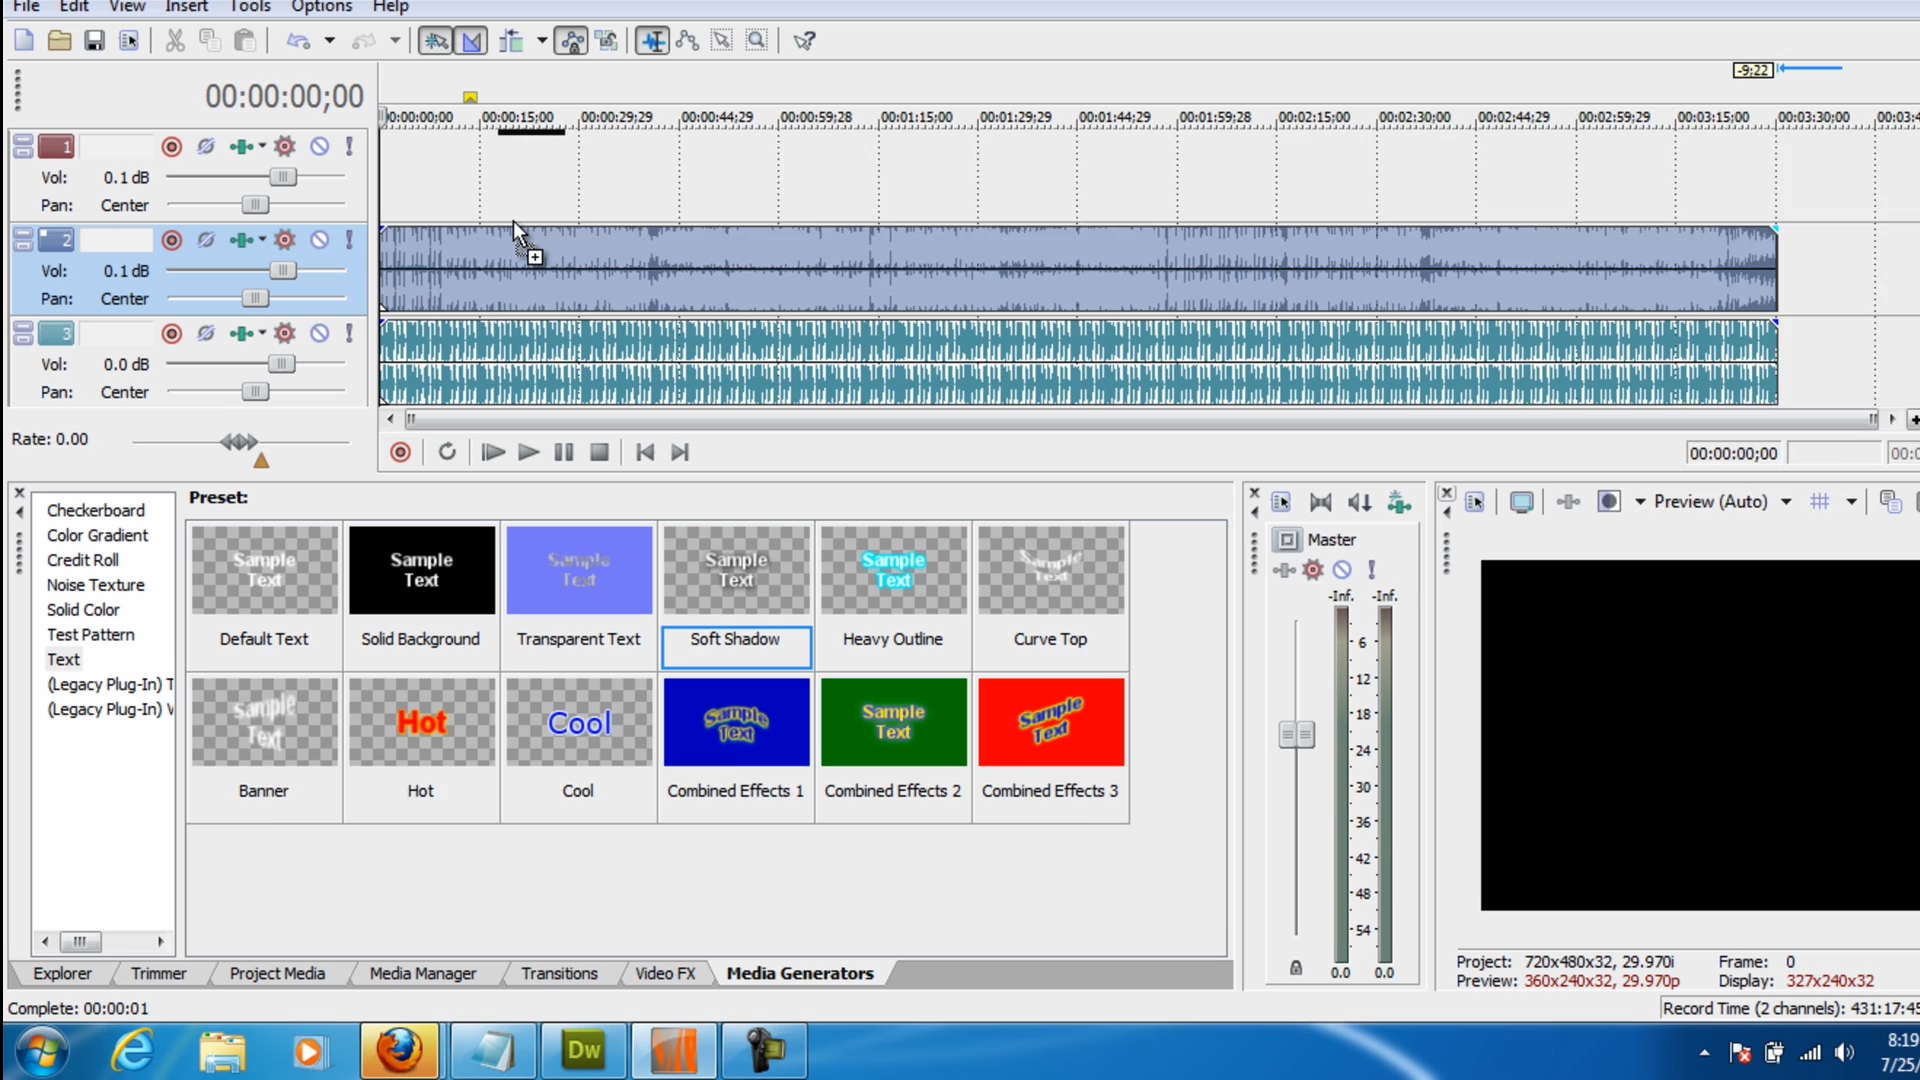 File Edit View Insert Tools Options Help
-9;22
00:00:00;00
00:00:00;00 00:00:15;00 00:00:29;29 00:00:44;29 00:00:59;28 00:01:15;00 00:01:29;29 00:01:44;29 00:01:59;28 00:02:15;00 00:02:30;00 00:02:44;29 00:02:59;29 00:03:15;00 00:03:30;00 00:03:4
1
Vol: 0.1 dB
Pan: Center
2
Vol: 0.1 dB
Pan: Center
3
Vol: 0.0 dB
Pan: Center
Rate: 0.00
00:00:00;00 00:0
Checkerboard
Color Gradient
Credit Roll
Noise Texture
Solid Color
Test Pattern
Text
(Legacy Plug-In) T
(Legacy Plug-In) V
Preset:
Sample Text
Sample Text
Sample Text
Sample Text
Sample Text
Sample Text
Default Text Solid Background Transparent Text Soft Shadow Heavy Outline Curve Top
Sample Text
Hot
Cool
Sample Text
Sample Text
Sample Text
Banner Hot Cool Combined Effects 1 Combined Effects 2 Combined Effects 3
Master
-Inf. -Inf.
6
12
18
24
30
36
42
48
54
0.0 0.0
Preview (Auto)
Project: 720x480x32, 29.970i Frame: 0
Preview: 360x240x32, 29.970p Display: 327x240x32
Explorer Trimmer Project Media Media Manager Transitions Video FX Media Generators
Complete: 00:00:01
Record Time (2 channels): 431:17:45
Dw
8:19
7/25/